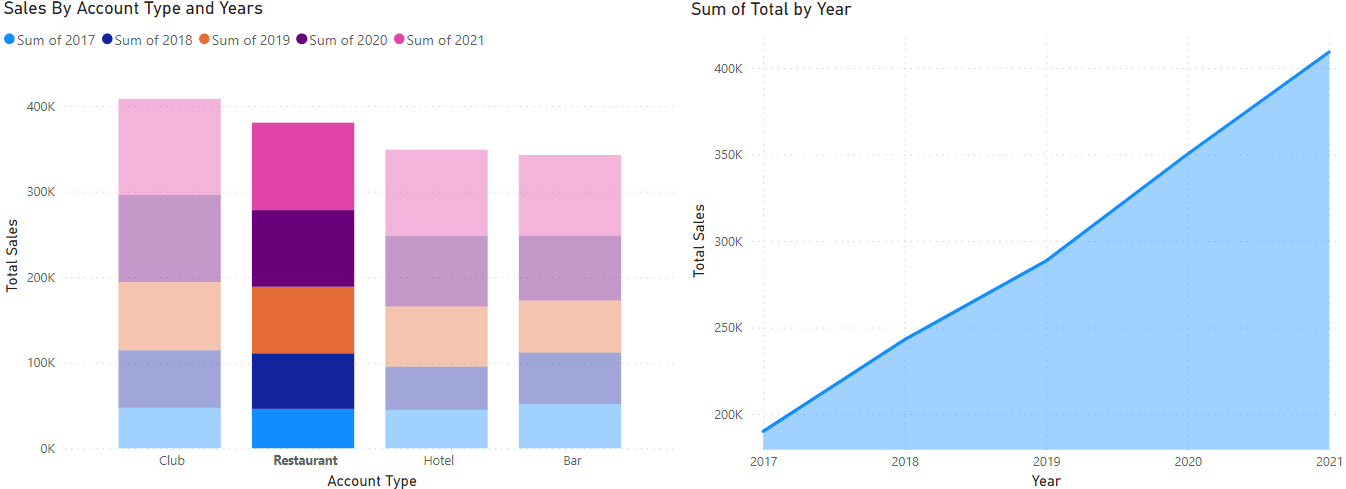 Sales By Account Type and Years
Sum of 2017 Sum of 2018 Sum of 2019 Sum of 2020 Sum of 2021
Total Sales
400K
300K
200K
100K
0K
Club Restaurant Hotel Bar
Account Type
Sum of Total by Year
Total Sales
400K
350K
300K
250K
200K
2017 2018 2019 2020 2021
Year